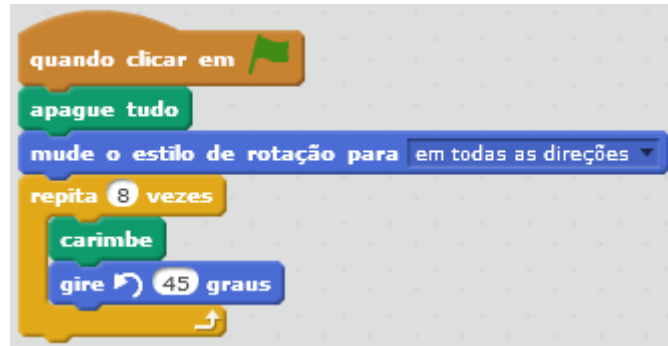 quando clicar em
apague tudo
mude o estilo de rotação para em todas as direções
repita 8 vezes
carimbe
gire 45 graus